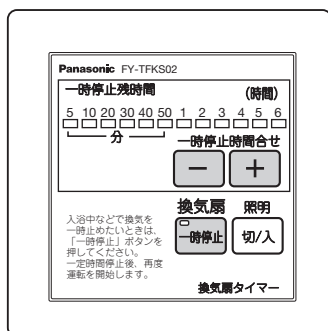 Panasonic FY-TFKS02
一時停止残時間 (時間)
5 10 20 30 40 50 1 2 3 4 5 6
分 一時停止時間合せ
− +
換気扇 照明
一時停止 切/入
入浴中などで換気を
一時止めたいときは、
「一時停止」ボタンを
押してください。
一定時間停止後、再度
運転を開始します。
換気扇タイマー